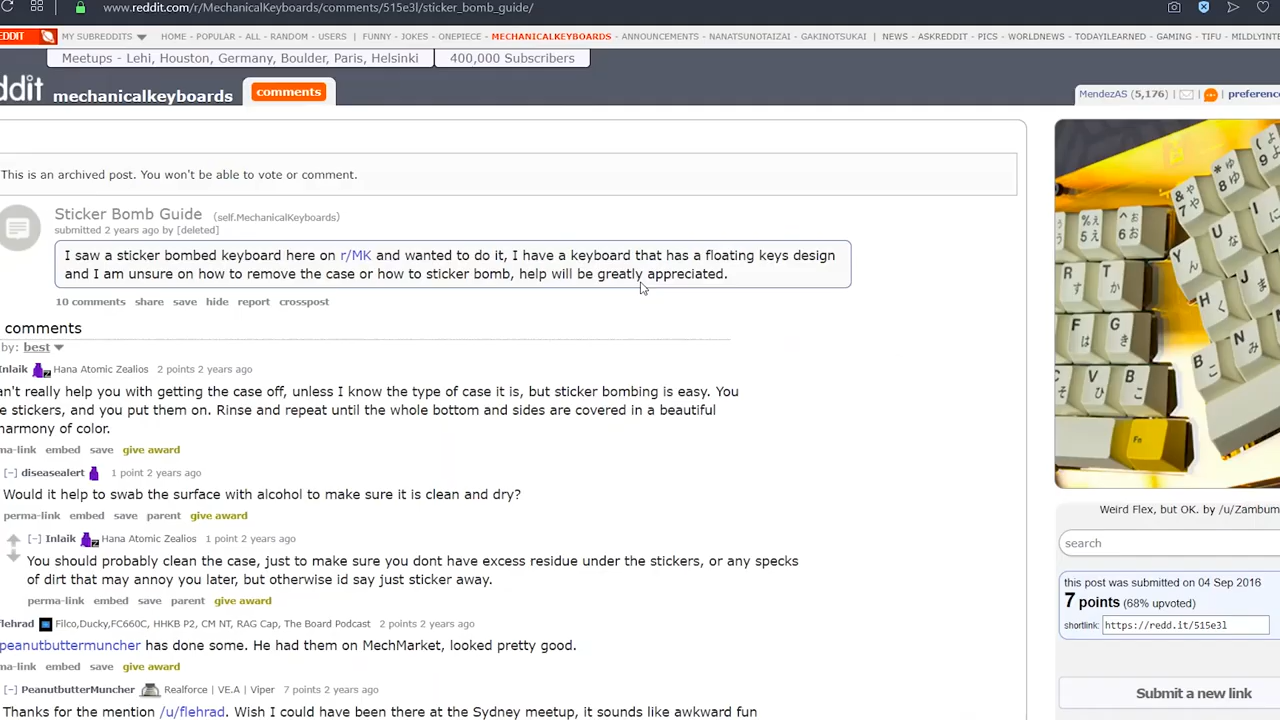 www.reddit.com/r/MechanicalKeyboards/comments/515e3l/sticker_bomb_guide/
EDDIT MY SUBREDDITS HOME - POPULAR - ALL - RANDOM - USERS | FUNNY - JOKES - ONEPIECE - MECHANICALKEYBOARDS - ANNOUNCEMENTS - NANATSUNOTAIZAI - GAKINOTSUKAI | NEWS - ASKREDDIT - PICS - WORLDNEWS - TODAYILEARNED - GAMING - TIFU - MILDLYINTE
Meetups - Lehi, Houston, Germany, Boulder, Paris, Helsinki 400,000 Subscribers
ddit mechanicalkeyboards comments
MendezAS (5,176) | | preference
This is an archived post. You won't be able to vote or comment.
Sticker Bomb Guide (self.MechanicalKeyboards)
submitted 2 years ago by [deleted]
I saw a sticker bombed keyboard here on r/MK and wanted to do it, I have a keyboard that has a floating keys design
and I am unsure on how to remove the case or how to sticker bomb, help will be greatly appreciated.
10 comments share save hide report crosspost
comments
by: best
Inlaik Hana Atomic Zealios 2 points 2 years ago
an't really help you with getting the case off, unless I know the type of case it is, but sticker bombing is easy. You
e stickers, and you put them on. Rinse and repeat until the whole bottom and sides are covered in a beautiful
harmony of color.
ma-link embed save give award
[-] diseasealert 1 point 2 years ago
Would it help to swab the surface with alcohol to make sure it is clean and dry?
perma-link embed save parent give award
[-] Inlaik Hana Atomic Zealios 1 point 2 years ago
You should probably clean the case, just to make sure you dont have excess residue under the stickers, or any specks
of dirt that may annoy you later, but otherwise id say just sticker away.
perma-link embed save parent give award
flehrad Filco,Ducky,FC660C, HHKB P2, CM NT, RAG Cap, The Board Podcast 2 points 2 years ago
peanutbuttermuncher has done some. He had them on MechMarket, looked pretty good.
ma-link embed save give award
[-] PeanutbutterMuncher Realforce | VE.A | Viper 7 points 2 years ago
Thanks for the mention /u/flehrad. Wish I could have been there at the Sydney meetup, it sounds like awkward fun
Weird Flex, but OK. by /u/Zambum
search
this post was submitted on 04 Sep 2016
7 points (68% upvoted)
shortlink: https://redd.it/515e3l
Submit a new link